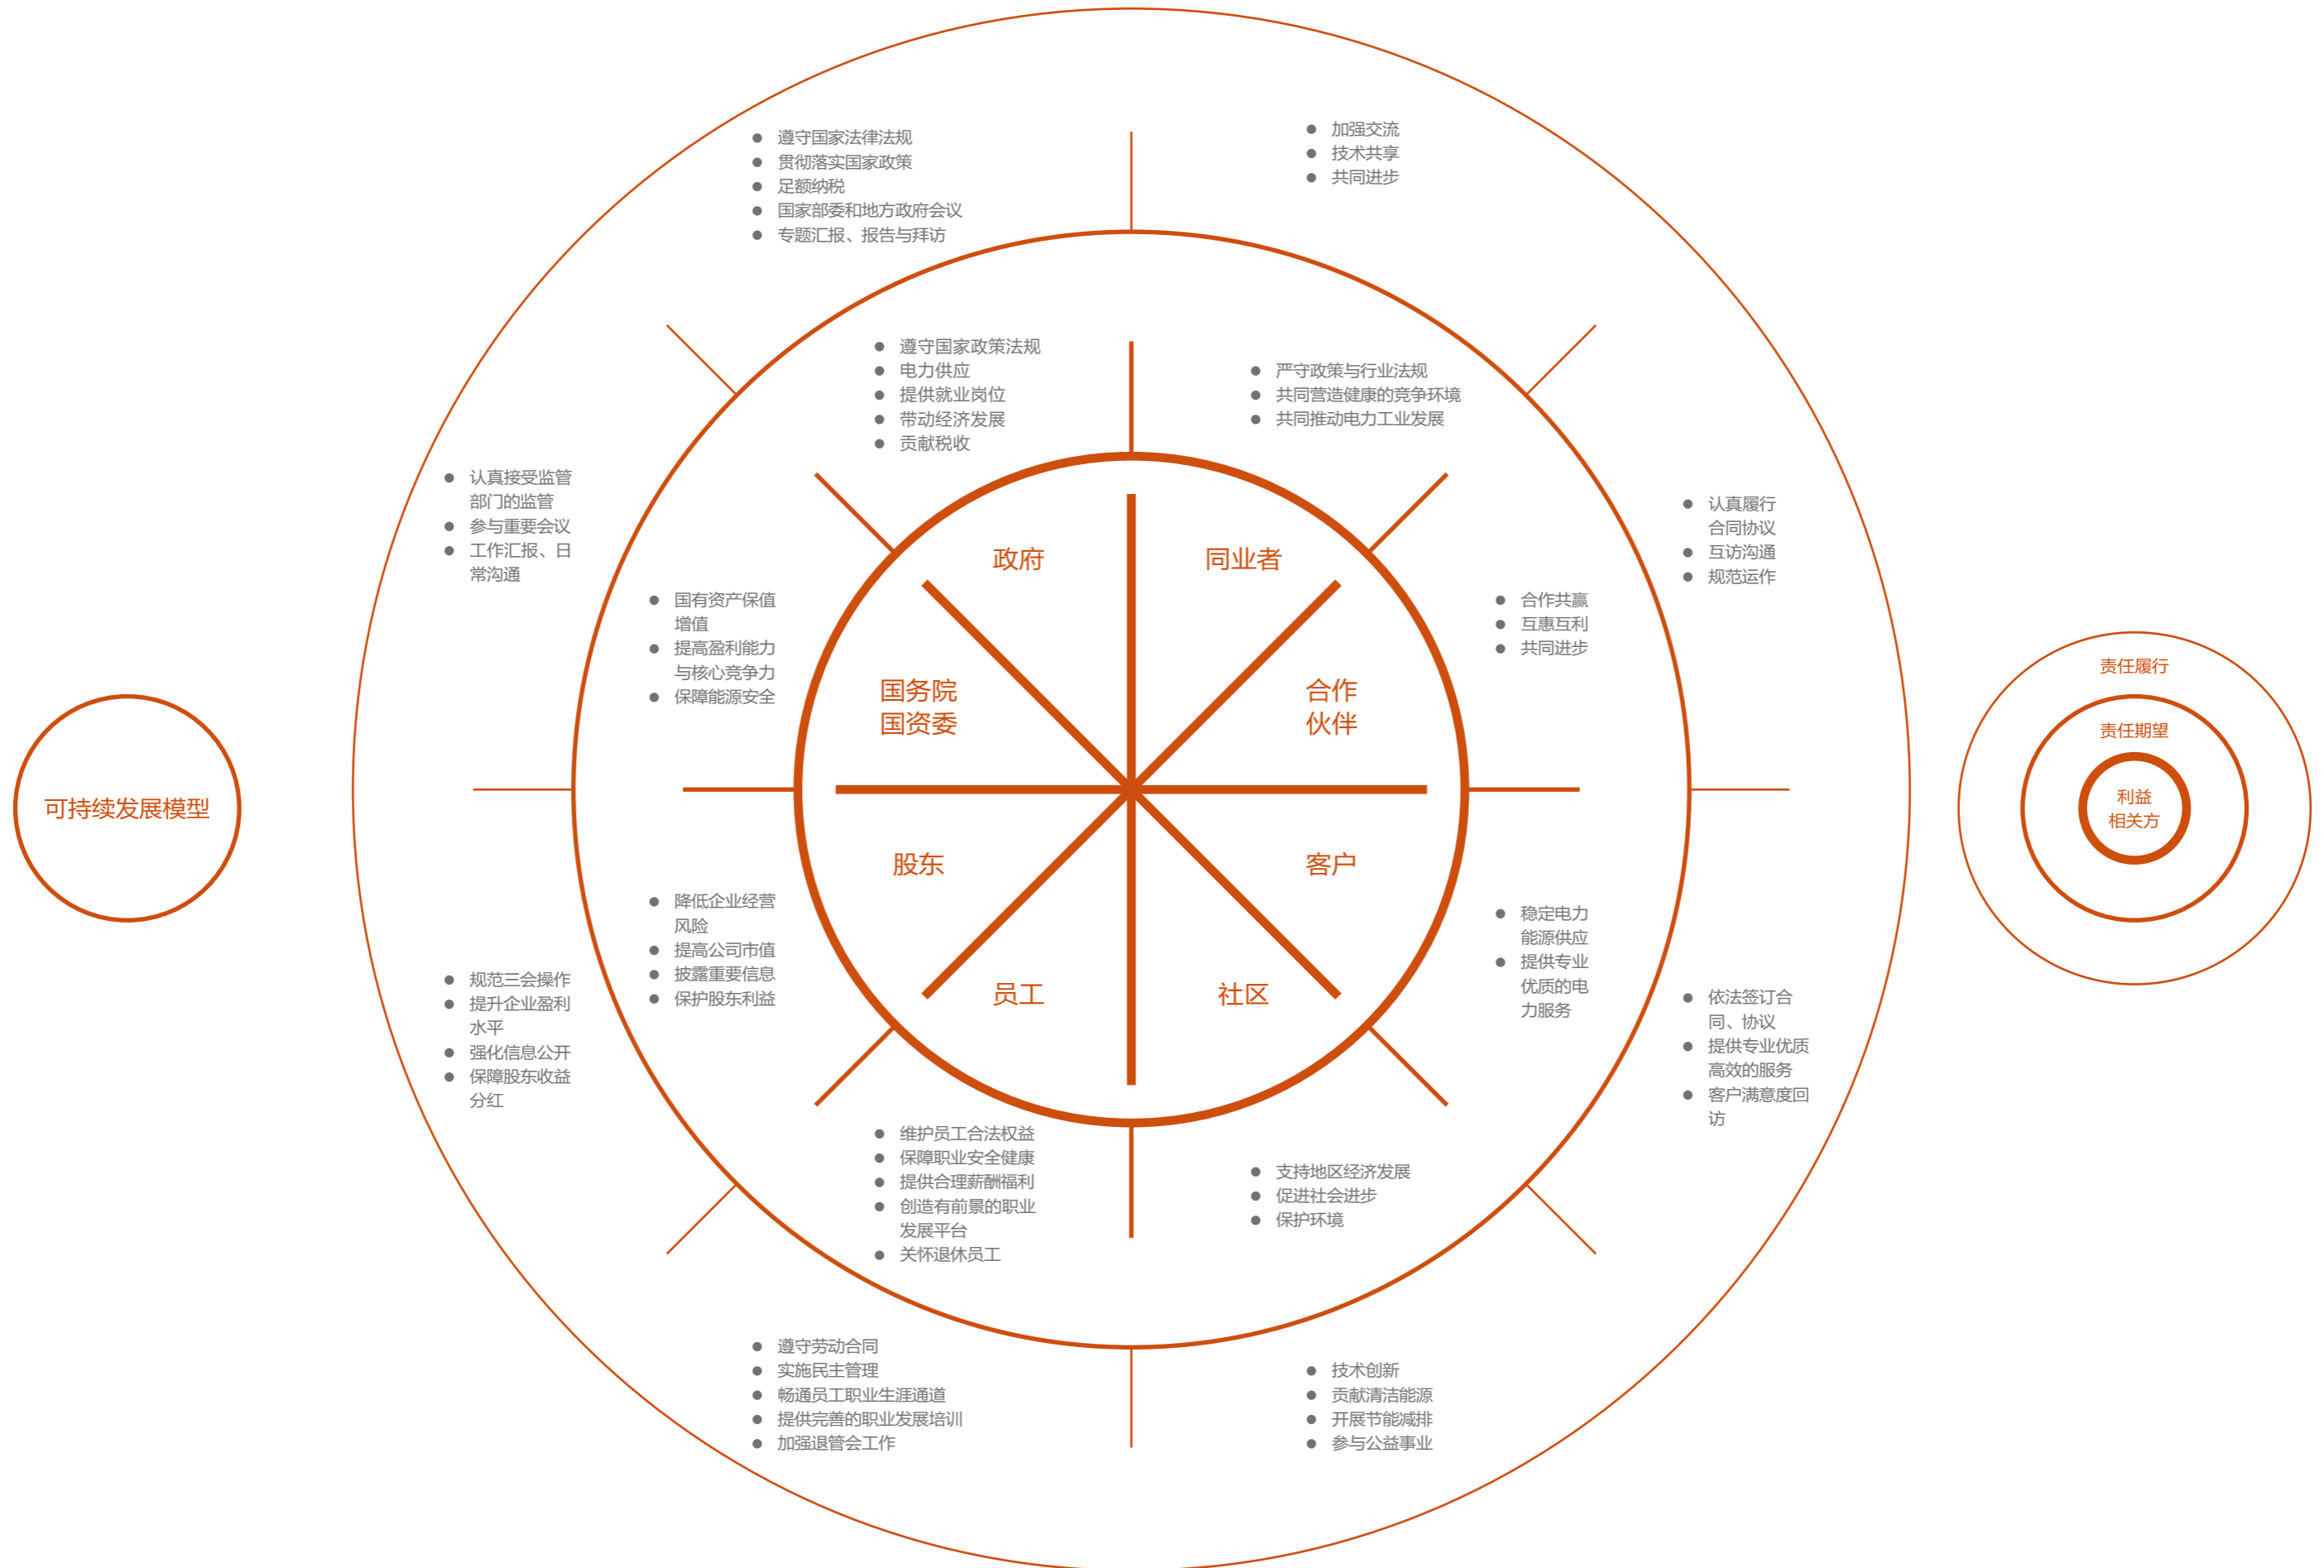 ● 遵守国家法律法规
● 贯彻落实国家政策
● 足额纳税
● 国家部委和地方政府会议
● 专题汇报、报告与拜访
● 加强交流
● 技术共享
● 共同进步
● 遵守国家政策法规
● 电力供应
● 提供就业岗位
● 带动经济发展
● 贡献税收
● 严守政策与行业法规
● 共同营造健康的竞争环境
● 共同推动电力工业发展
● 认真接受监管
部门的监管
● 参与重要会议
● 工作汇报、日
常沟通
● 国有资产保值
增值
● 提高盈利能力
与核心竞争力
● 保障能源安全
政府
同业者
国务院
国资委
合作
伙伴
● 合作共赢
● 互惠互利
● 共同进步
● 认真履行
合同协议
● 互访沟通
● 规范运作
可持续发展模型
责任履行
责任期望
利益
相关方
股东
客户
员工
社区
● 降低企业经营
风险
● 提高公司市值
● 披露重要信息
● 保护股东利益
● 规范三会操作
● 提升企业盈利
水平
● 强化信息公开
● 保障股东收益
分红
● 稳定电力
能源供应
● 提供专业
优质的电
力服务
● 依法签订合
同、协议
● 提供专业优质
高效的服务
● 客户满意度回
访
● 维护员工合法权益
● 保障职业安全健康
● 提供合理薪酬福利
● 创造有前景的职业
发展平台
● 关怀退休员工
● 支持地区经济发展
● 促进社会进步
● 保护环境
● 遵守劳动合同
● 实施民主管理
● 畅通员工职业生涯通道
● 提供完善的职业发展培训
● 加强退管会工作
● 技术创新
● 贡献清洁能源
● 开展节能减排
● 参与公益事业